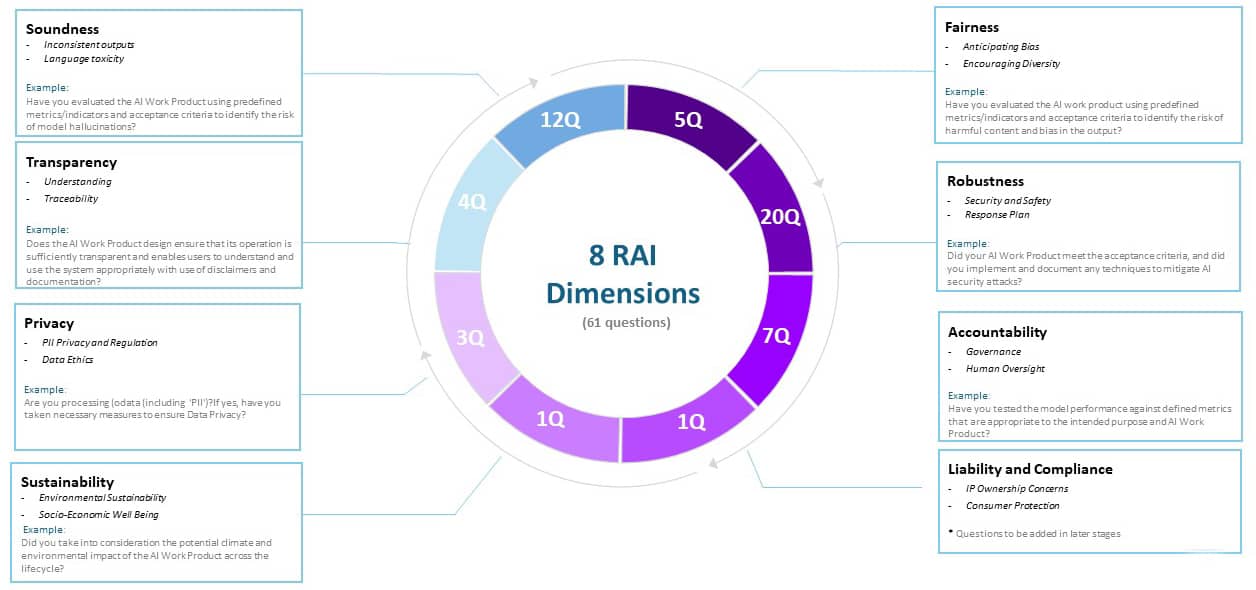 Soundness
- Inconsistent outputs
- Language toxicity
Example:
Have you evaluated the AI Work Product using predefined
metrics/indicators and acceptance criteria to identify the risk
of model hallucinations?
Transparency
- Understanding
- Traceability
Example:
Does the AI Work Product design ensure that its operation is
sufficiently transparent and enables users to understand and
use the system appropriately with use of disclaimers and
documentation?
Privacy
- PII Privacy and Regulation
- Data Ethics
Example:
Are you processing (odata (including 'PII')?If yes, have you
taken necessary measures to ensure Data Privacy?
Sustainability
- Environmental Sustainability
- Socio-Economic Well Being
Example:
Did you take into consideration the potential climate and
environmental impact of the AI Work Product across the
lifecycle?
12Q
5Q
4Q
20Q
3Q
7Q
1Q
1Q
8 RAI
Dimensions
(61 questions)
Fairness
- Anticipating Bias
- Encouraging Diversity
Example:
Have you evaluated the AI work product using predefined
metrics/indicators and acceptance criteria to identify the risk of
harmful content and bias in the output?
Robustness
- Security and Safety
- Response Plan
Example:
Did your AI Work Product meet the acceptance criteria, and did
you implement and document any techniques to mitigate AI
security attacks?
Accountability
- Governance
- Human Oversight
Example:
Have you tested the model performance against defined metrics
that are appropriate to the intended purpose and AI Work
Product?
Liability and Compliance
- IP Ownership Concerns
- Consumer Protection
* Questions to be added in later stages